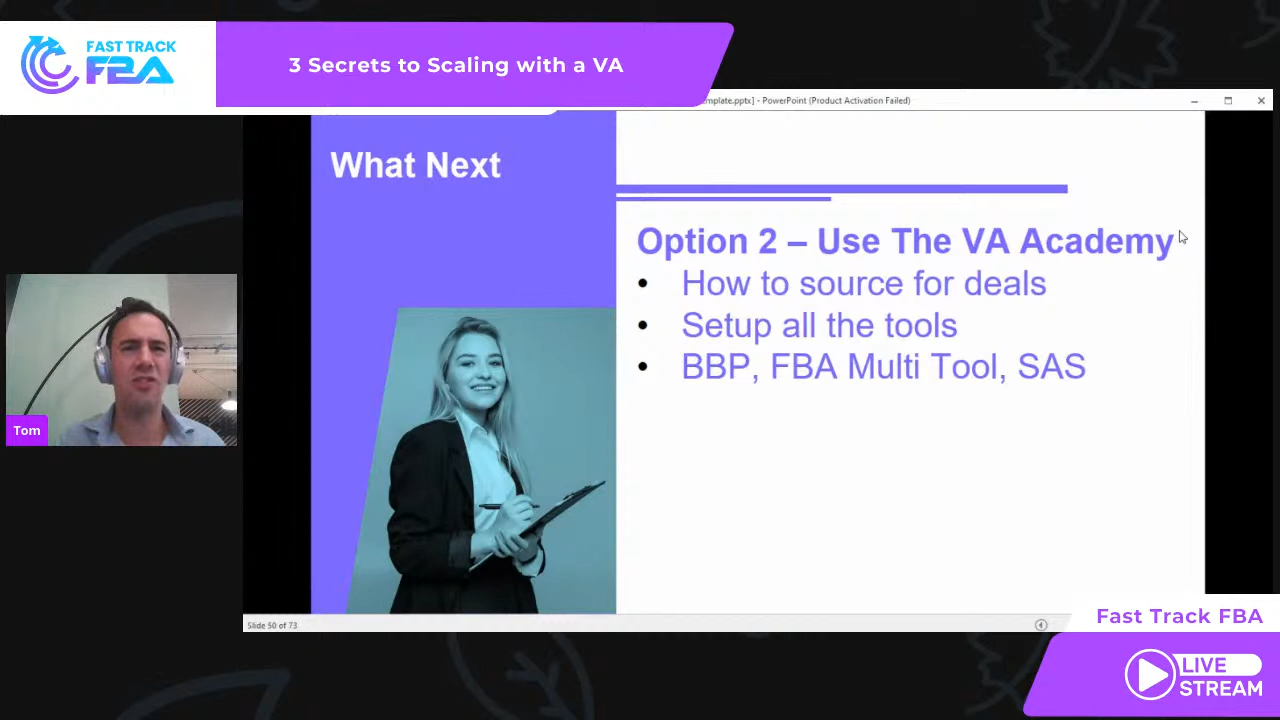 FAST TRACK
FBA
3 Secrets to Scaling with a VA
mplate.pptx] - PowerPoint (Product Activation Failed)
What Next
Option 2 – Use The VA Academy
• How to source for deals
• Setup all the tools
• BBP, FBA Multi Tool, SAS
Tom
Slide 50 of 73
Fast Track FBA
LIVE
STREAM